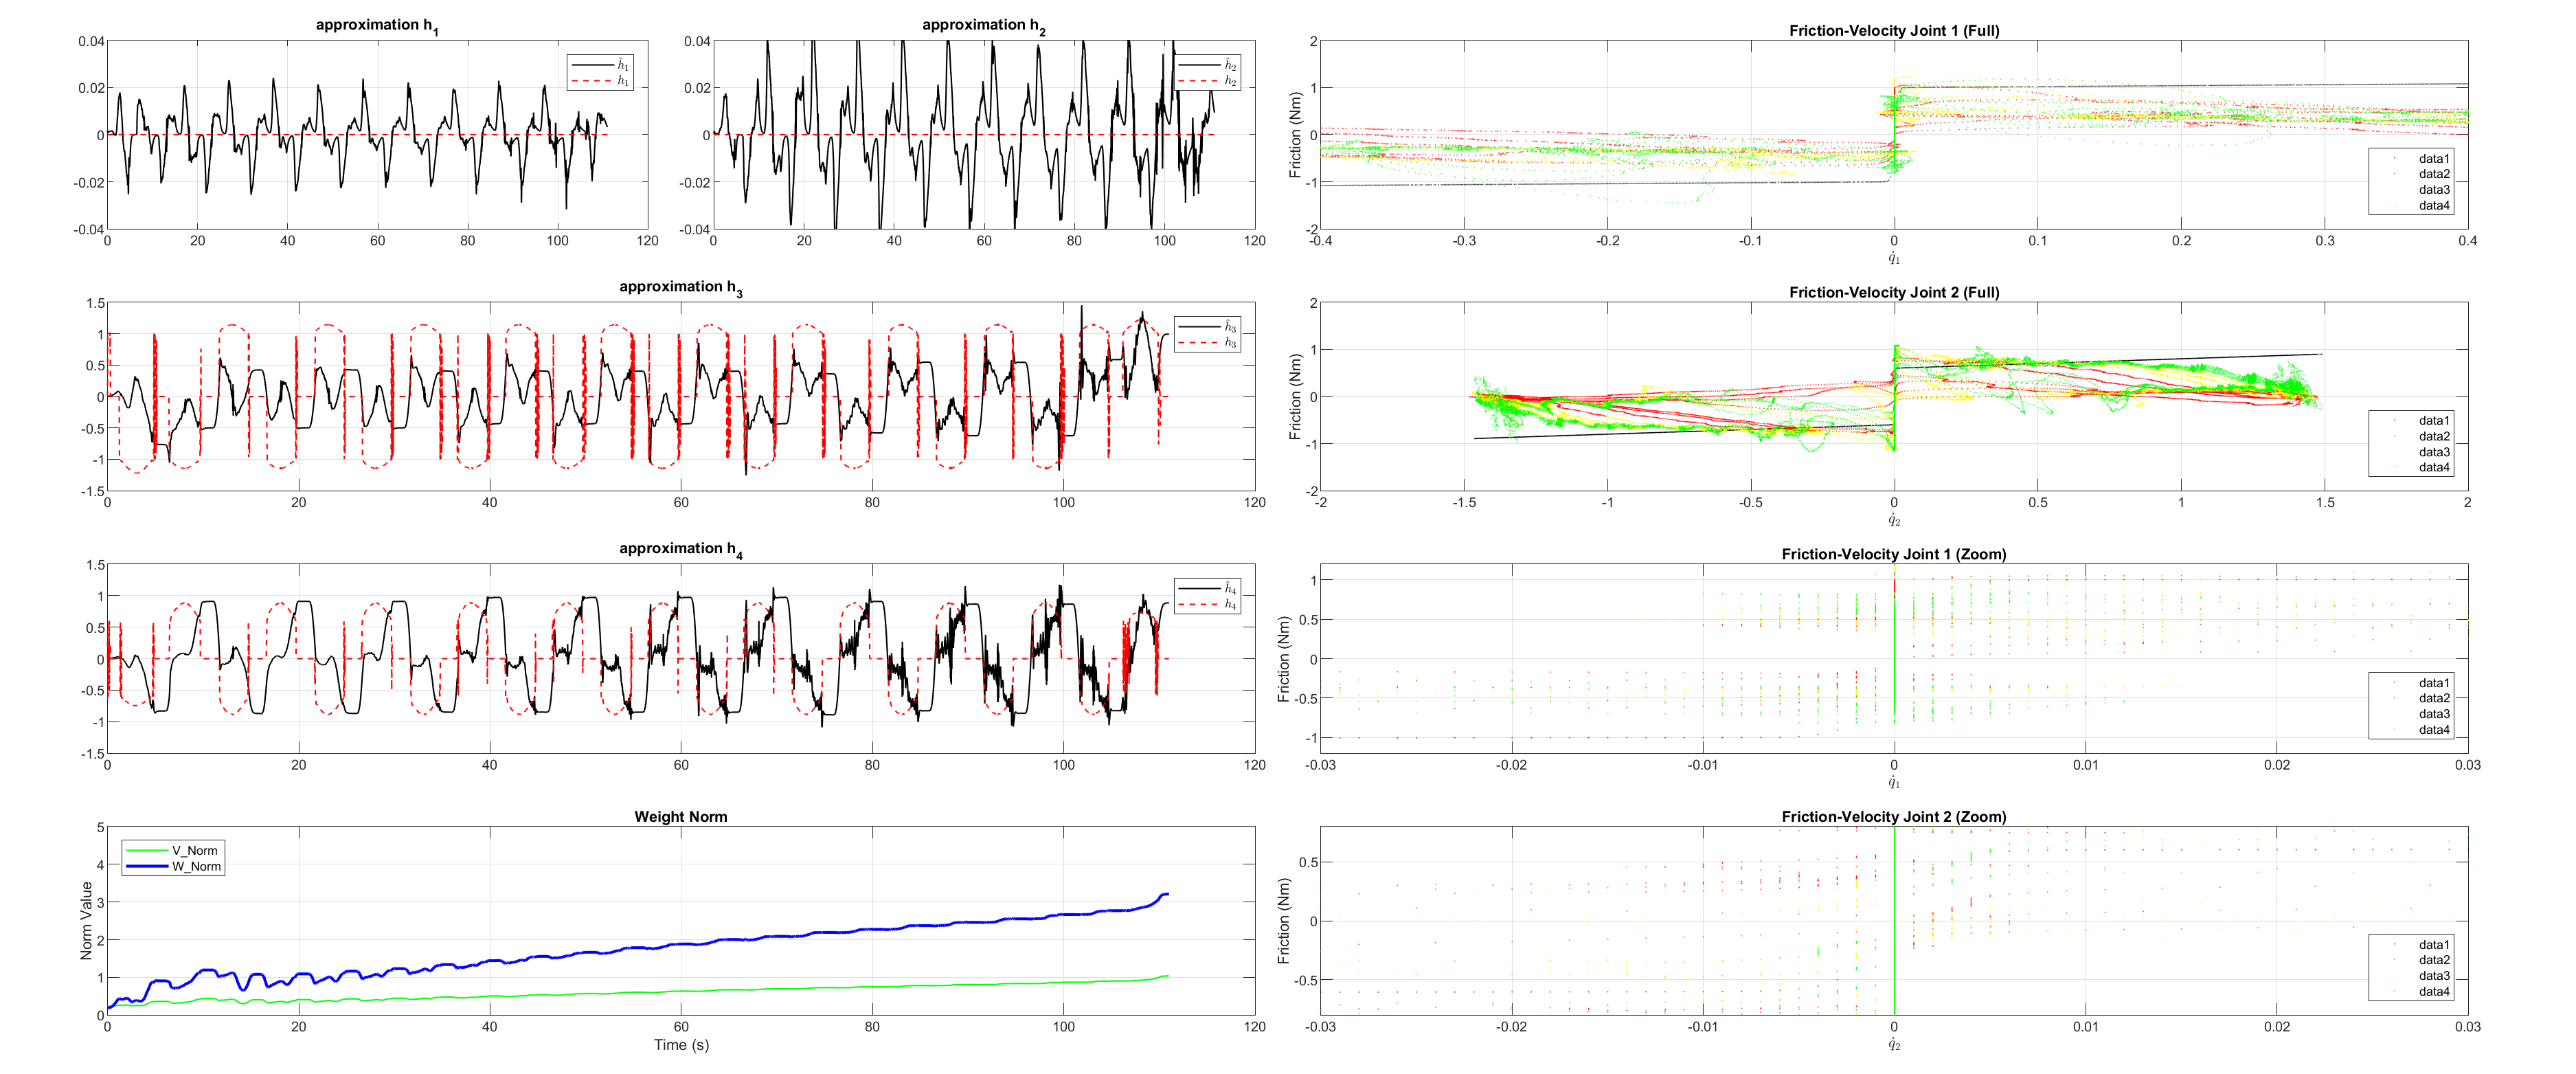 approximation h1
0.04
0.02
0
-0.02
-0.04
0 20 40 60 80 100 120
ĥ1
h1
approximation h2
0.04
0.02
0
-0.02
-0.04
0 20 40 60 80 100 120
ĥ2
h2
Friction-Velocity Joint 1 (Full)
Friction (Nm)
2
1
0
-1
-2
-0.4 -0.3 -0.2 -0.1 0 0.1 0.2 0.3 0.4
q̇1
data1
data2
data3
data4
approximation h3
1.5
1
0.5
0
-0.5
-1
-1.5
0 20 40 60 80 100 120
ĥ3
h3
Friction-Velocity Joint 2 (Full)
Friction (Nm)
2
1
0
-1
-2
-2 -1.5 -1 -0.5 0 0.5 1 1.5 2
q̇2
data1
data2
data3
data4
approximation h4
1.5
1
0.5
0
-0.5
-1
-1.5
0 20 40 60 80 100 120
ĥ4
h4
Friction-Velocity Joint 1 (Zoom)
Friction (Nm)
1
0.5
0
-0.5
-1
-0.03 -0.02 -0.01 0 0.01 0.02 0.03
q̇1
data1
data2
data3
data4
Weight Norm
Norm Value
5
4
3
2
1
0
0 20 40 60 80 100 120
Time (s)
V_Norm
W_Norm
Friction-Velocity Joint 2 (Zoom)
Friction (Nm)
0.5
0
-0.5
-0.03 -0.02 -0.01 0 0.01 0.02 0.03
q̇2
data1
data2
data3
data4